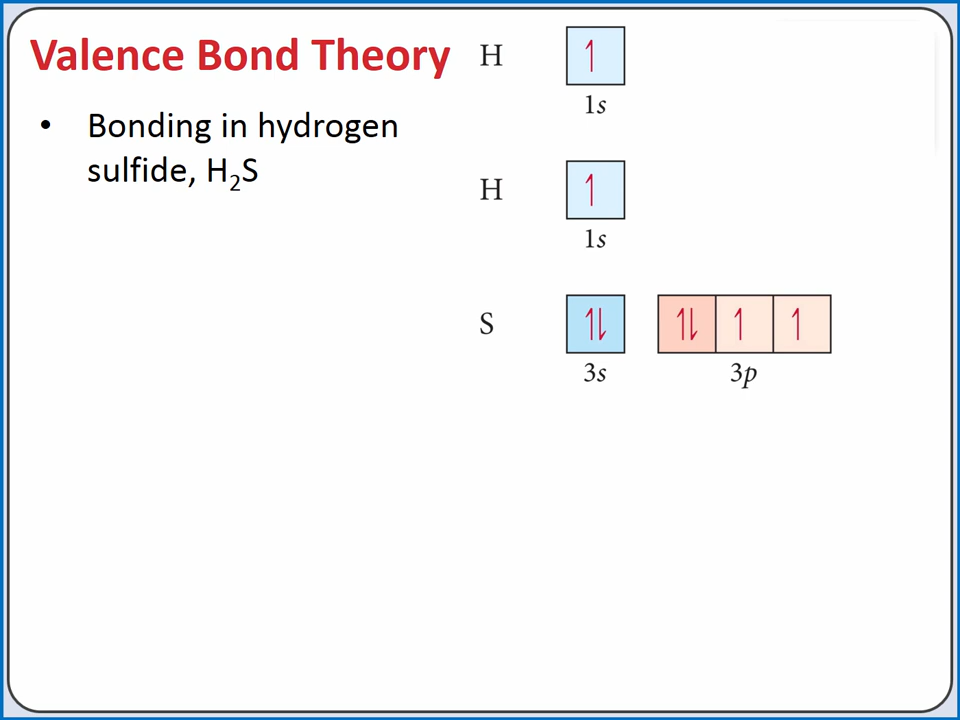 Valence Bond Theory
• Bonding in hydrogen
sulfide, H₂S
H
↿
1s
H
↿
1s
S
↿⇂
↿⇂ ↿ ↿
3s
3p